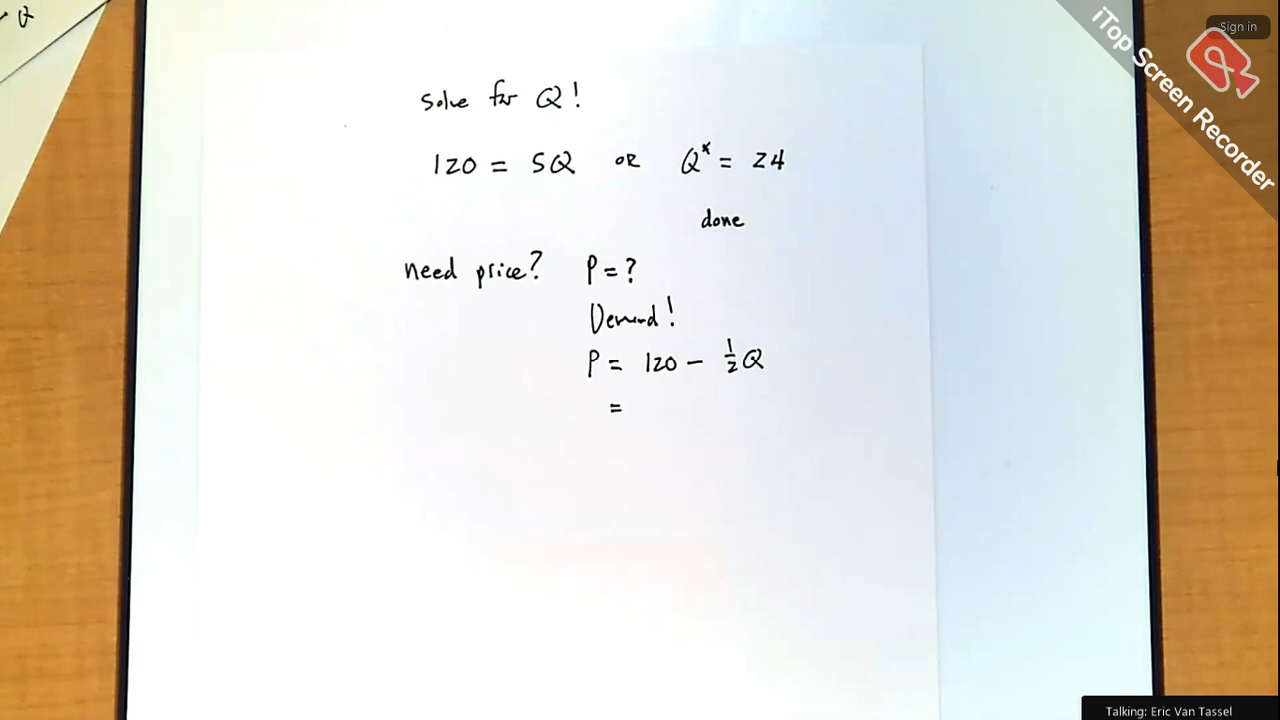 Q
Sign in
iTop Screen Recorder
Solve for Q!
120 = 5Q OR Q* = 24
done
need price? P = ?
Demand!
P = 120 - 1/2 Q
=
Talking: Eric Van Tassel